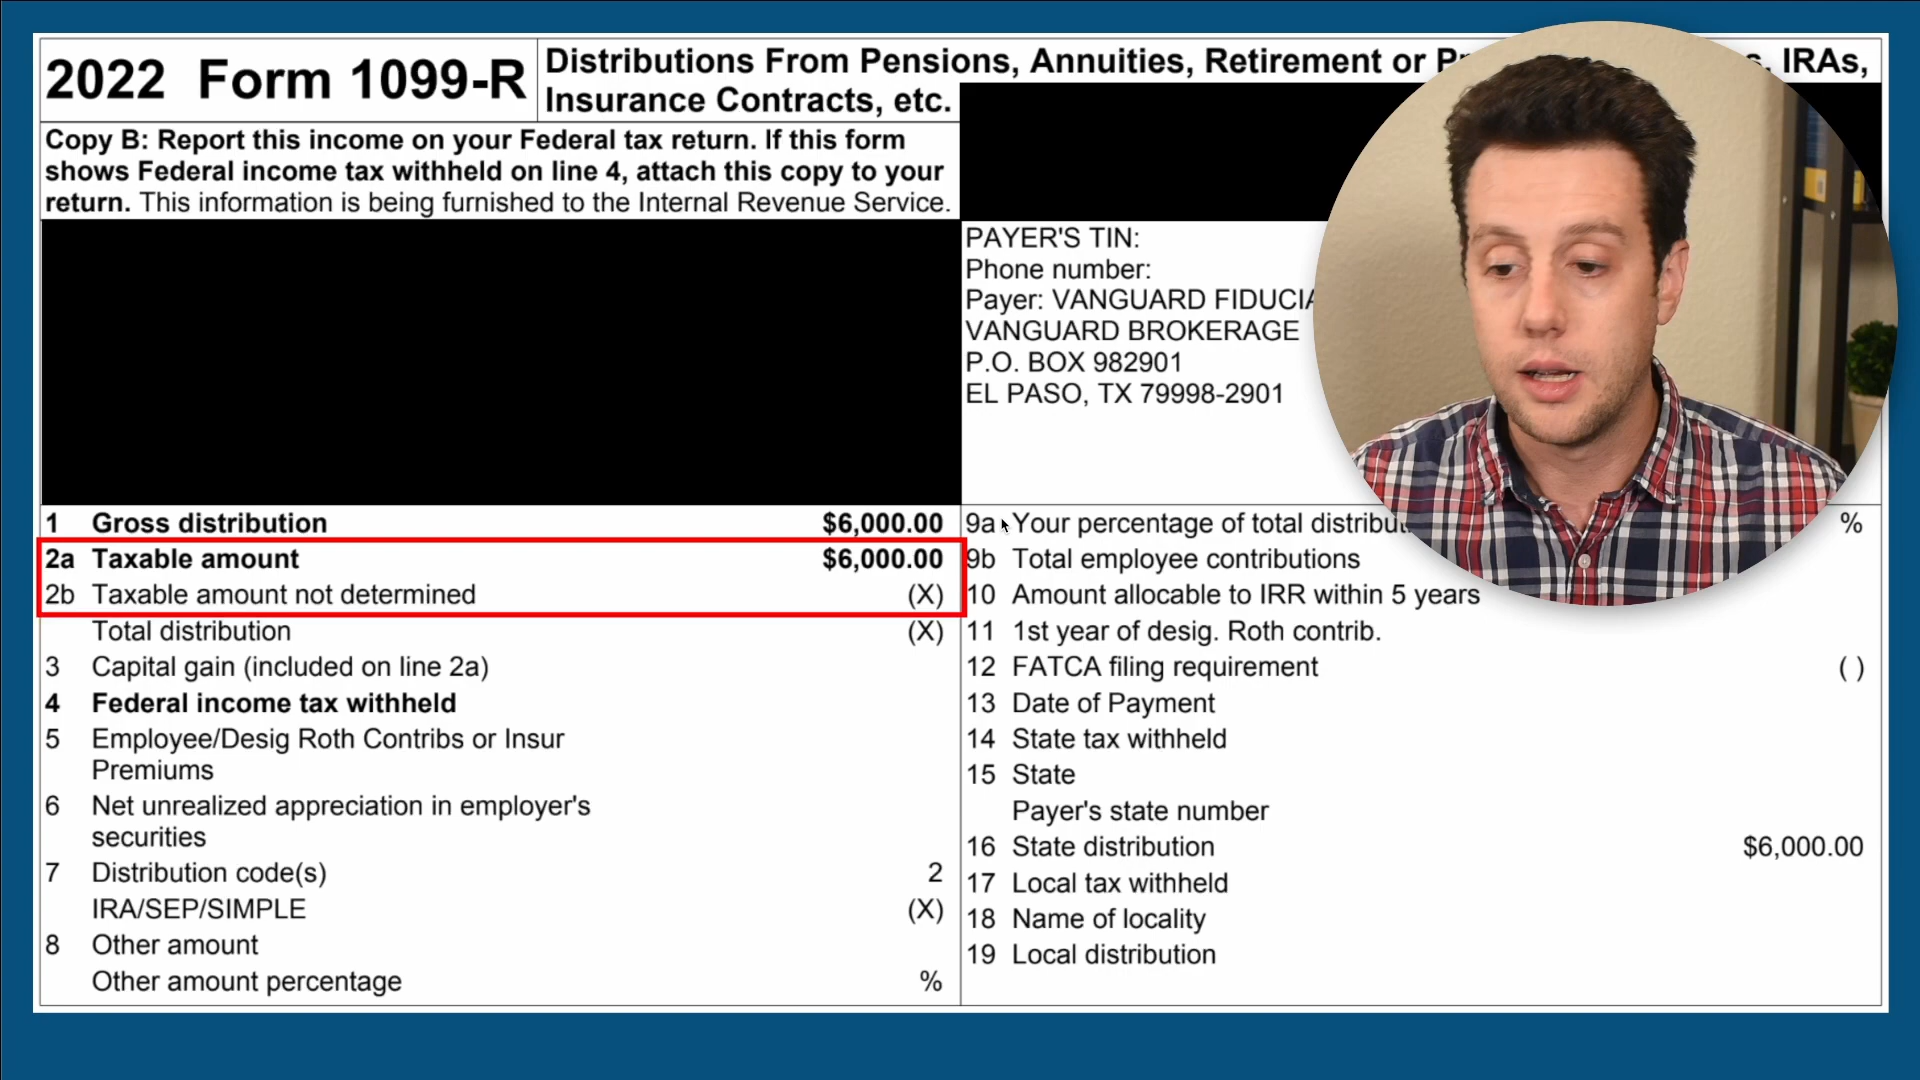 2022 Form 1099-R
Distributions From Pensions, Annuities, Retirement or IRAs,
Insurance Contracts, etc.
Copy B: Report this income on your Federal tax return. If this form
shows Federal income tax withheld on line 4, attach this copy to your
return. This information is being furnished to the Internal Revenue Service.
PAYER'S TIN:
Phone number:
Payer: VANGUARD
VANGUARD BROKERAGE
P.O. BOX 982901
EL PASO, TX 79998-2901
1 Gross distribution $6,000.00
2a Taxable amount $6,000.00
2b Taxable amount not determined (X)
Total distribution (X)
3 Capital gain (included on line 2a)
4 Federal income tax withheld
5 Employee/Desig Roth Contribs or Insur
Premiums
6 Net unrealized appreciation in employer's
securities
7 Distribution code(s) 2
IRA/SEP/SIMPLE (X)
8 Other amount
Other amount percentage %
9a Your percentage of total %
9b Total employee contributions
10 Amount allocable to IRR within 5 years
11 1st year of desig. Roth contrib.
12 FATCA filing requirement ( )
13 Date of Payment
14 State tax withheld
15 State
Payer's state number
16 State distribution $6,000.00
17 Local tax withheld
18 Name of locality
19 Local distribution